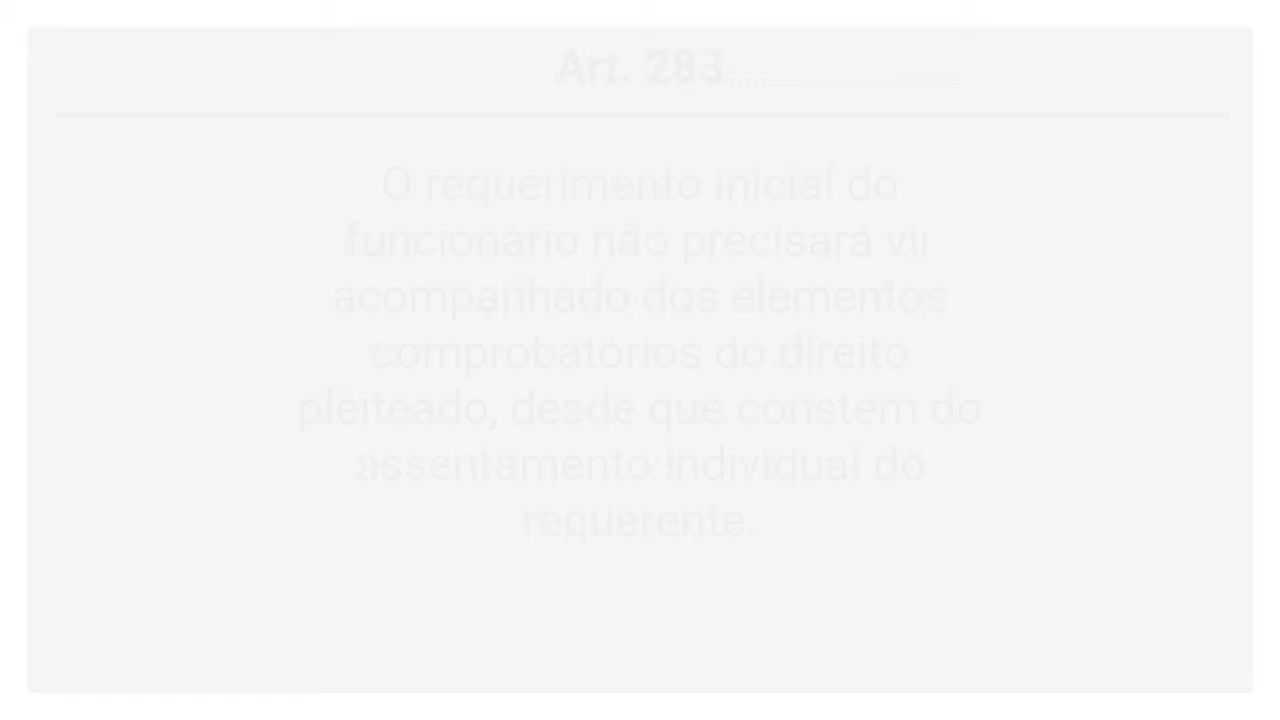 Art. 283
O requerimento inicial do
funcionário não precisará vir
acompanhado dos elementos
comprobatórios do direito
pleiteado, desde que constem do
assentamento individual do
requerente.